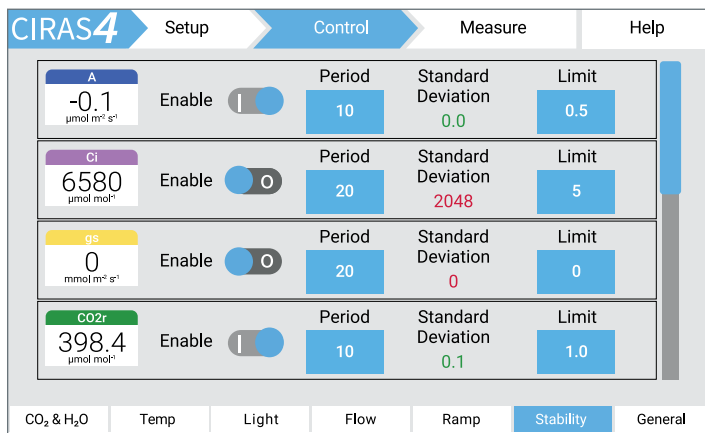 CIRAS4 Setup Control Measure Help
A
-0.1
µmol m⁻² s⁻¹
Enable
I
Period
10
Standard
Deviation
0.0
Limit
0.5
Ci
6580
µmol mol⁻¹
Enable
O
Period
20
Standard
Deviation
2048
Limit
5
gs
0
mmol m⁻² s⁻¹
Enable
O
Period
20
Standard
Deviation
0
Limit
0
CO2r
398.4
µmol mol⁻¹
Enable
I
Period
10
Standard
Deviation
0.1
Limit
1.0
CO₂ & H₂O Temp Light Flow Ramp Stability General